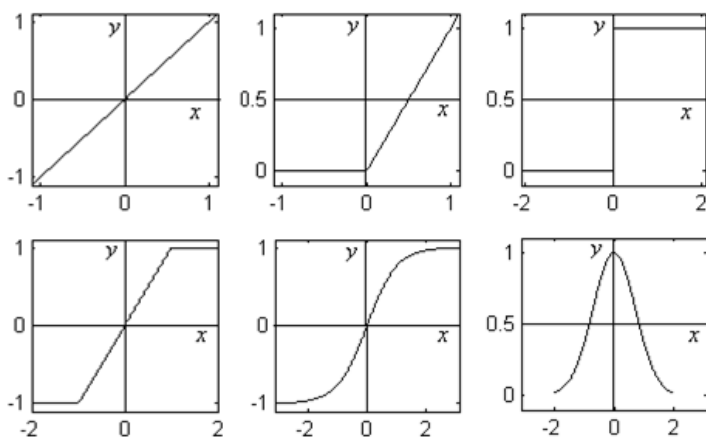 1 y 1 y 1 y
0 x 0.5 x 0.5 x
-1 0 0
-1 0 1 -1 0 1 -2 0 2
1 y 1 y 1 y
0 x 0 x 0.5 x
-1 -1 0
-2 0 2 -2 0 2 -2 0 2